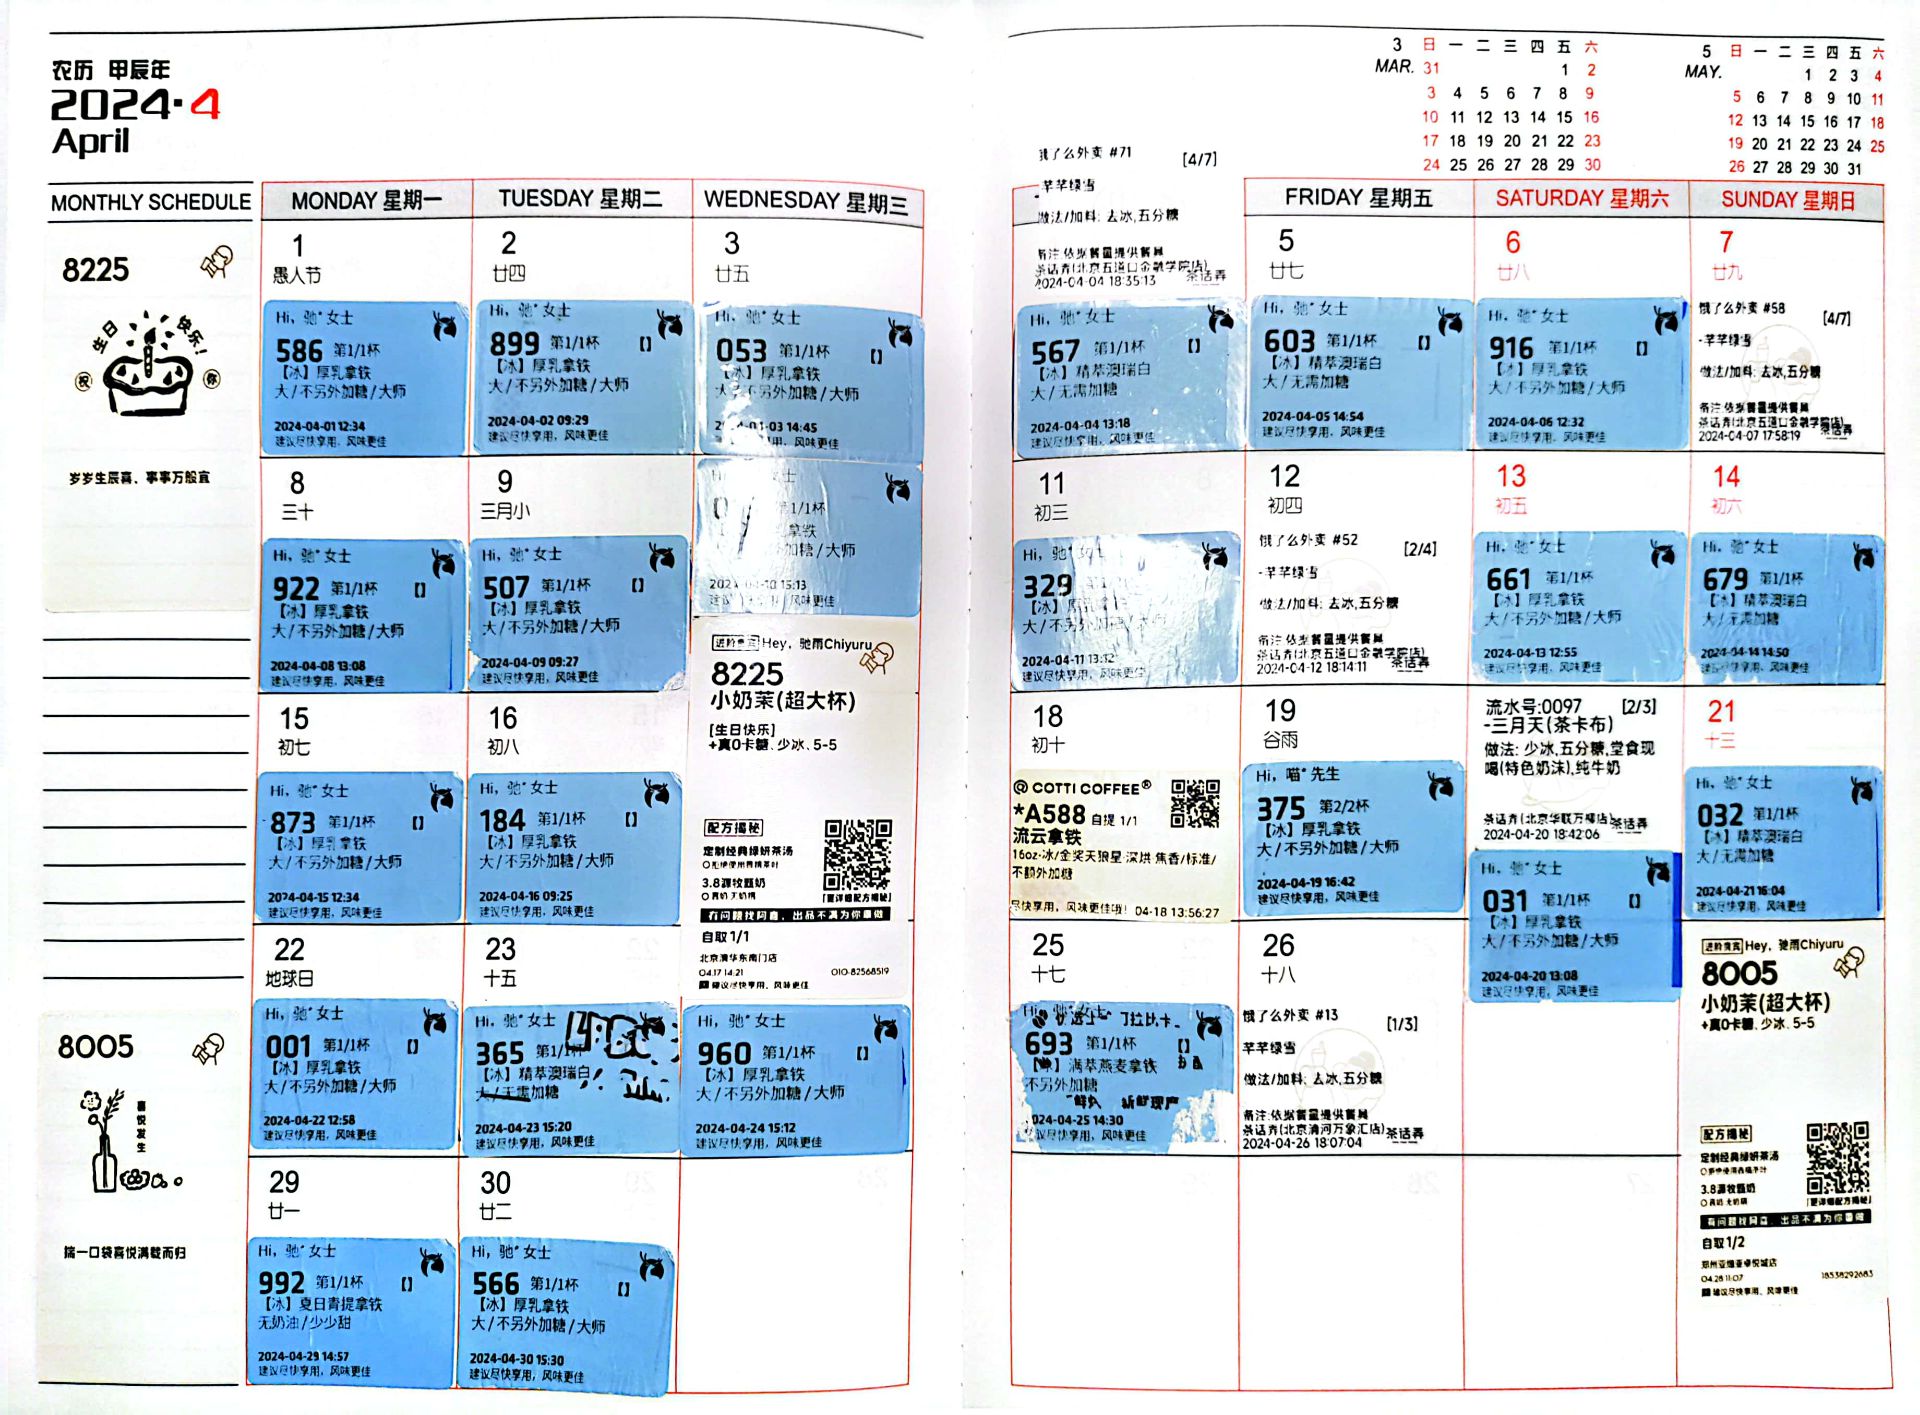 农历 甲辰年
2024·4
April
3
MAR.
日 一 二 三 四 五 六
31 1 2
3 4 5 6 7 8 9
10 11 12 13 14 15 16
17 18 19 20 21 22 23
24 25 26 27 28 29 30
5
MAY.
日 一 二 三 四 五 六
1 2 3 4
5 6 7 8 9 10 11
12 13 14 15 16 17 18
19 20 21 22 23 24 25
26 27 28 29 30 31
MONTHLY SCHEDULE
MONDAY 星期一
TUESDAY 星期二
WEDNESDAY 星期三
FRIDAY 星期五
SATURDAY 星期六
SUNDAY 星期日
8225
祝 你 生日 快乐!
岁岁生辰喜、事事万般宜
1
愚人节
Hi, 驰*女士
586 第1/1杯
【冰】厚乳拿铁
大/不另外加糖/大师
2024-04-01 12:34
建议尽快享用，风味更佳
2
廿四
Hi, 驰*女士
899 第1/1杯
【冰】厚乳拿铁
大/不另外加糖/大师
2024-04-02 09:29
建议尽快享用，风味更佳
3
廿五
Hi, 驰*女士
053 第1/1杯
【冰】厚乳拿铁
大/不另外加糖/大师
04-03 14:45
享用，风味更佳
饿了么外卖 #71 [4/7]
-芊芊绿雪
做法/加料: 去冰,五分糖
备注:依据餐量提供餐具
茶话弄(北京五道口金融学院店)
2024-04-04 18:35:13
茶话弄
Hi, 驰*女士
567 第1/1杯
【冰】精萃澳瑞白
大/无需加糖
2024-04-04 13:18
建议尽快享用，风味更佳
5
廿七
Hi, 驰*女士
603 第1/1杯
【冰】精萃澳瑞白
大/无需加糖
2024-04-05 14:54
建议尽快享用，风味更佳
6
廿八
Hi, 驰*女士
916 第1/1杯
【冰】厚乳拿铁
大/不另外加糖/大师
2024-04-06 12:32
建议尽快享用，风味更佳
7
廿九
饿了么外卖 #58 [4/7]
-芊芊绿雪
做法/加料: 去冰,五分糖
备注:依据餐量提供餐具
茶话弄(北京五道口金融学院店)
2024-04-07 17:58:19
茶话弄
8
三十
Hi, 驰*女士
922 第1/1杯
【冰】厚乳拿铁
大/不另外加糖/大师
2024-04-08 13:08
建议尽快享用，风味更佳
9
三月小
Hi, 驰*女士
507 第1/1杯
【冰】厚乳拿铁
大/不另外加糖/大师
2024-04-09 09:27
建议尽快享用，风味更佳
女士
1/1杯
拿铁
加糖/大师
04-10 15:13
享用，风味更佳
11
初三
Hi, 驰*女士
329 第1/1杯
【冰】厚乳拿铁
大/不另外加糖/大师
2024-04-11 13:12
建议尽快享用，风味更佳
12
初四
饿了么外卖 #52 [2/4]
-芊芊绿雪
做法/加料: 去冰,五分糖
备注:依据餐量提供餐具
茶话弄(北京五道口金融学院店)
2024-04-12 18:14:11
茶话弄
13
初五
Hi, 驰*女士
661 第1/1杯
【冰】厚乳拿铁
大/不另外加糖/大师
2024-04-13 12:55
建议尽快享用，风味更佳
14
初六
Hi, 驰*女士
679 第1/1杯
【冰】精萃澳瑞白
大/无需加糖
2024-04-14 14:50
建议尽快享用，风味更佳
15
初七
Hi, 驰*女士
873 第1/1杯
【冰】厚乳拿铁
大/不另外加糖/大师
2024-04-15 12:34
建议尽快享用，风味更佳
16
初八
Hi, 驰*女士
184 第1/1杯
【冰】厚乳拿铁
大/不另外加糖/大师
2024-04-16 09:25
建议尽快享用，风味更佳
进阶贵宾 Hey, 驰雨Chiyuru
8225
小奶茉(超大杯)
[生日快乐]
+真0卡糖、少冰、5-5
配方揭秘
定制经典绿妍茶汤
3.8源牧甄奶
「更详细配方揭秘」
有问题找阿喜，出品不满为你重做
自取1/1
北京清华东南门店
04.17 14:21 010-82568519
建议尽快享用、风味更佳
18
初十
COTTI COFFEE®
*A588 自提 1/1
流云拿铁
16oz·冰/金奖天狼星·深烘 焦香/标准/
不额外加糖
尽快享用，风味更佳哦! 04-18 13:56:27
19
谷雨
Hi, 喵*先生
375 第2/2杯
【冰】厚乳拿铁
大/不另外加糖/大师
2024-04-19 16:42
建议尽快享用，风味更佳
流水号:0097 [2/3]
-三月天(茶卡布)
做法: 少冰,五分糖,堂食现
喝(特色奶沫),纯牛奶
茶话弄(北京华联万柳店)
2024-04-20 18:42:06
茶话弄
Hi, 驰*女士
031 第1/1杯
【冰】厚乳拿铁
大/不另外加糖/大师
2024-04-20 13:08
建议尽快享用，风味更佳
21
十三
Hi, 驰*女士
032 第1/1杯
【冰】精萃澳瑞白
大/无需加糖
2024-04-21 16:04
建议尽快享用，风味更佳
8005
喜悦发生
揣一口袋喜悦满载而归
22
地球日
Hi, 驰*女士
001 第1/1杯
【冰】厚乳拿铁
大/不另外加糖/大师
2024-04-22 12:58
建议尽快享用，风味更佳
23
十五
Hi, 驰*女士
365 第1/1杯
【冰】精萃澳瑞白
大/无需加糖
2024-04-23 15:20
建议尽快享用，风味更佳
Hi, 驰*女士
960 第1/1杯
【冰】厚乳拿铁
大/不另外加糖/大师
2024-04-24 15:12
建议尽快享用，风味更佳
25
十七
Hi, 驰*女士
693 第1/1杯
满萃燕麦拿铁
不另外加糖
新鲜现产
024-04-25 14:30
建议尽快享用，风味更佳
26
十八
饿了么外卖 #13 [1/3]
芊芊绿雪
做法/加料: 去冰,五分糖
备注:依据餐量提供餐具
茶话弄(北京清河万象汇店)
2024-04-26 18:07:04
茶话弄
进阶贵宾 Hey, 驰雨Chiyuru
8005
小奶茉(超大杯)
+真0卡糖、少冰、5-5
配方揭秘
定制经典绿妍茶汤
3.8源牧甄奶
「更详细配方揭秘」
有问题找阿喜，出品不满为你重做
自取1/2
郑州亚细亚卓悦城店
04.28 11:07 18538292683
建议尽快享用、风味更佳
29
廿一
Hi, 驰*女士
992 第1/1杯
【冰】夏日青提拿铁
无奶油/少少甜
2024-04-29 14:57
建议尽快享用，风味更佳
30
廿二
Hi, 驰*女士
566 第1/1杯
【冰】厚乳拿铁
大/不另外加糖/大师
2024-04-30 15:30
建议尽快享用，风味更佳